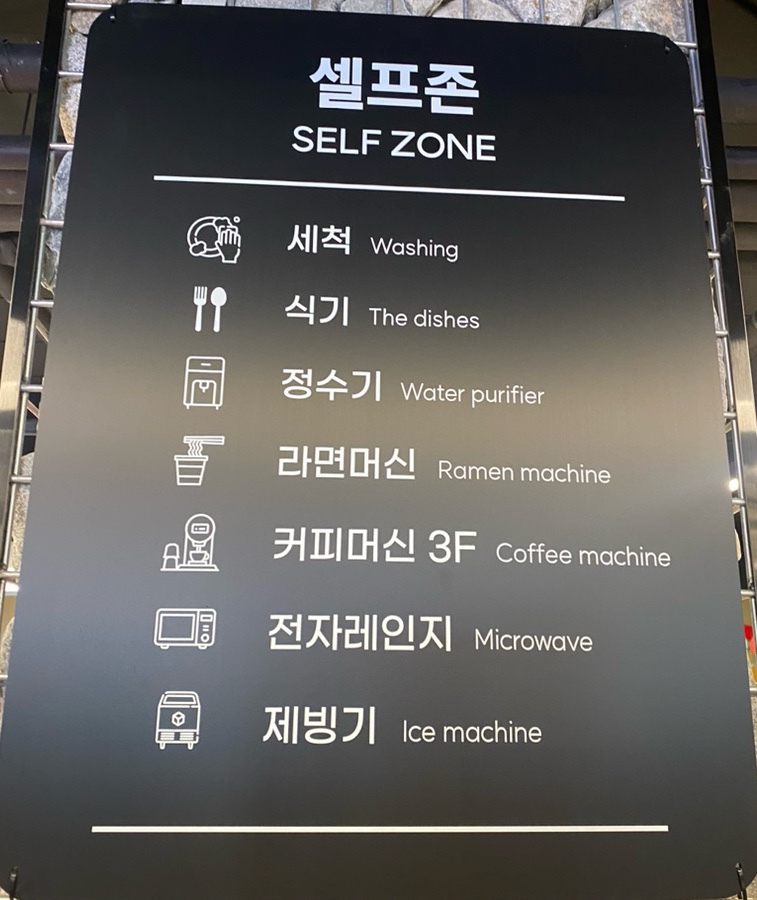 셀프존
SELF ZONE
세척 Washing
식기 The dishes
정수기 Water purifier
라면머신 Ramen machine
커피머신 3F Coffee machine
전자레인지 Microwave
제빙기 Ice machine